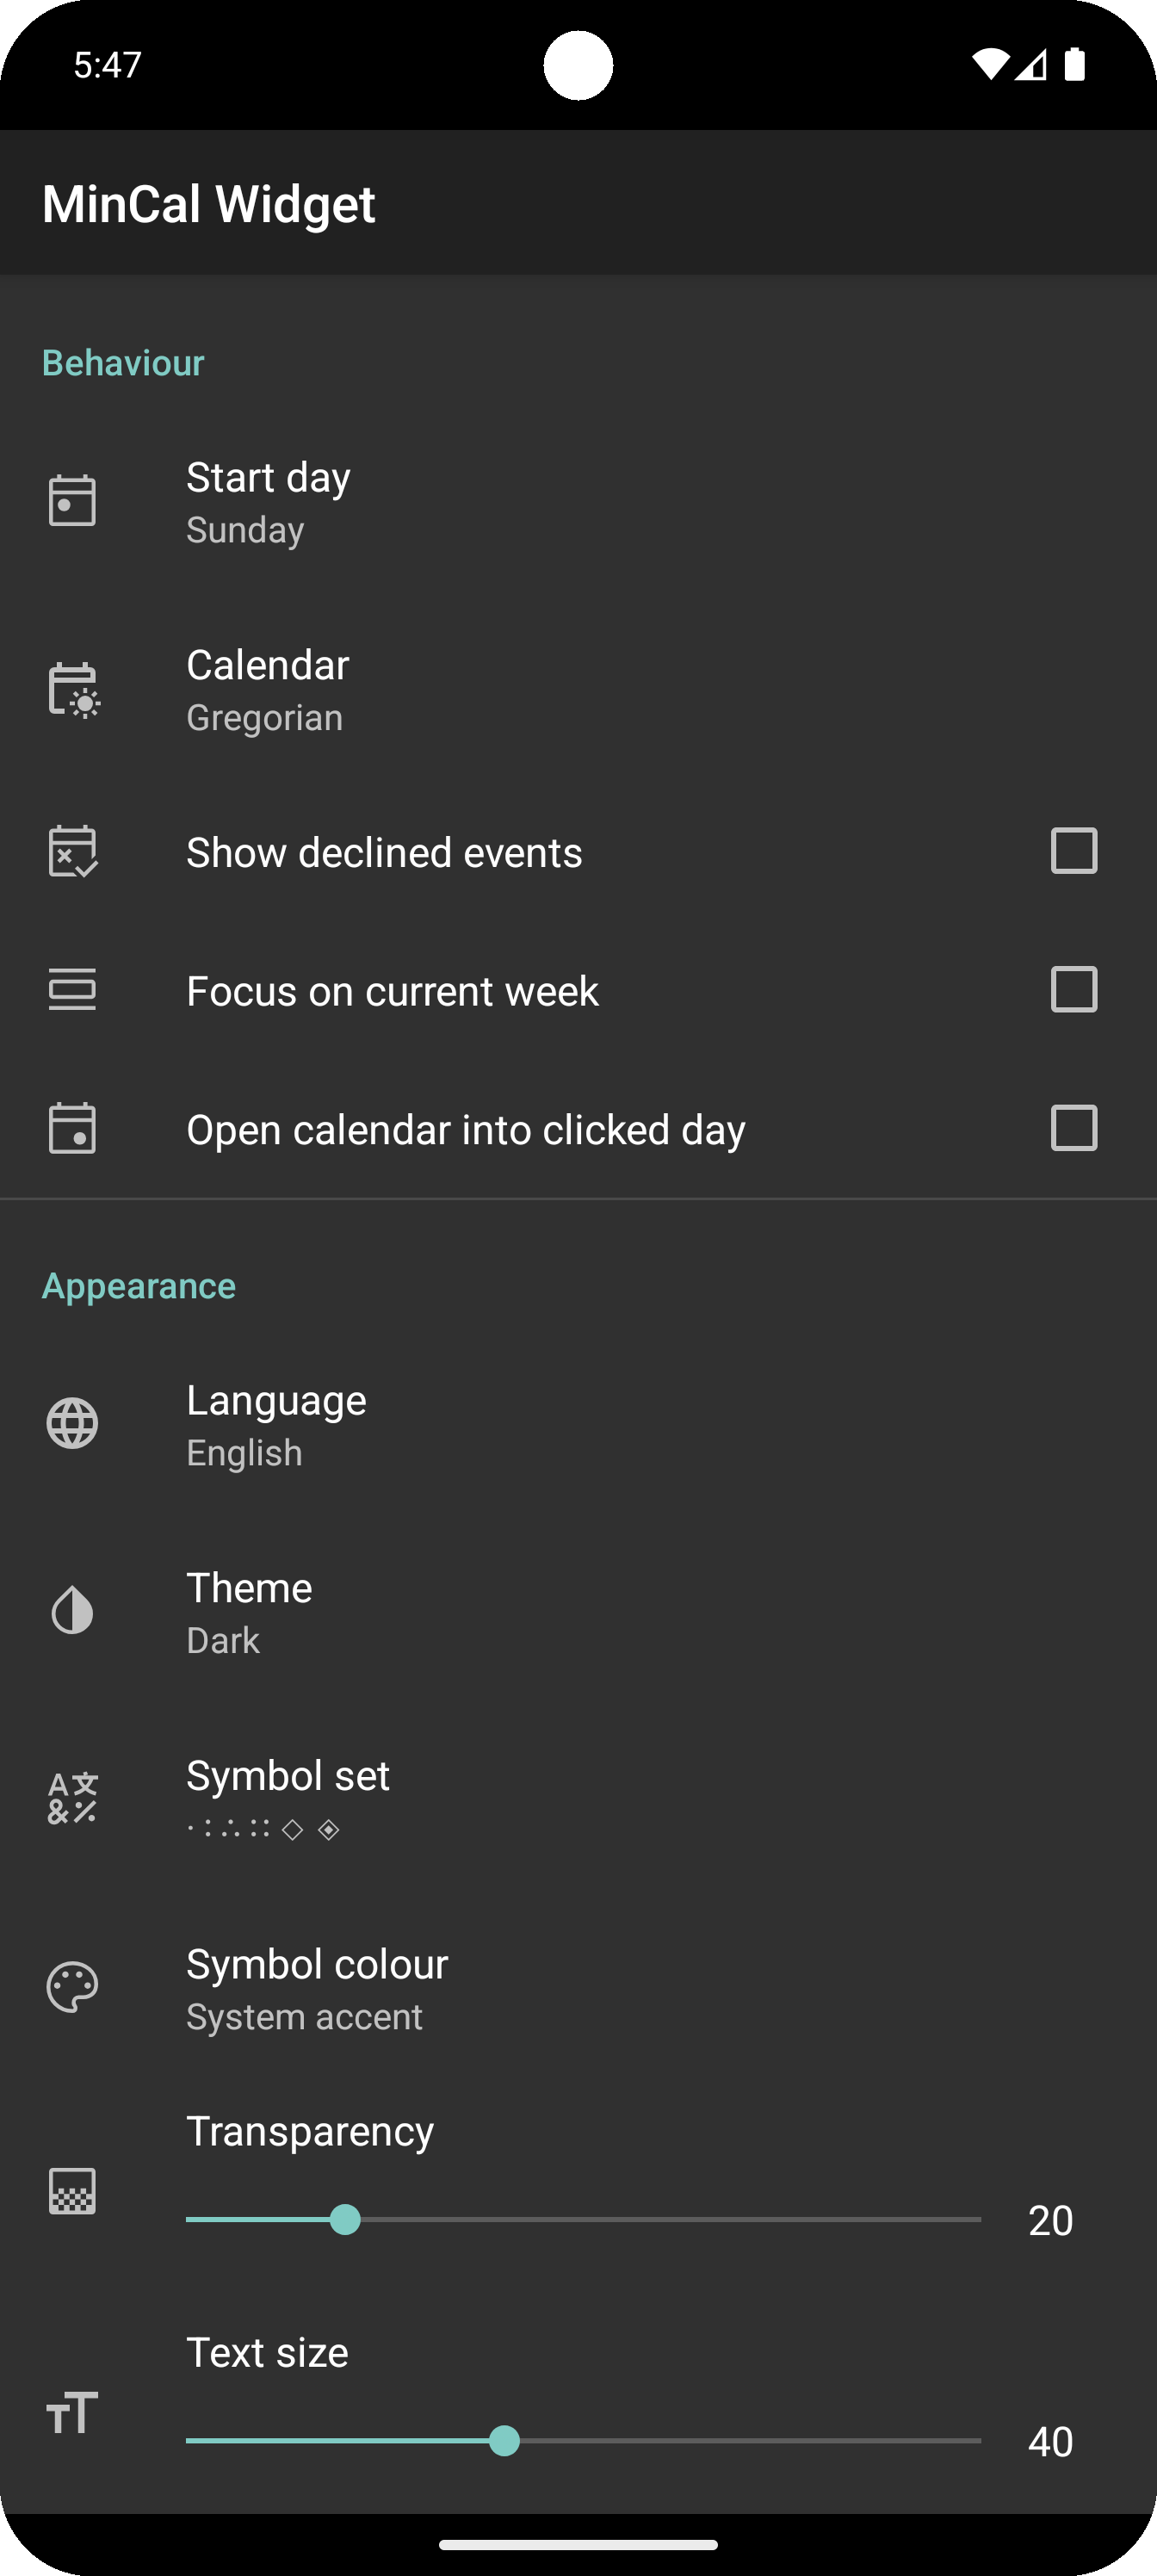 5:47
MinCal Widget
Behaviour
Start day
Sunday
Calendar
Gregorian
Show declined events
Focus on current week
Open calendar into clicked day
Appearance
Language
English
Theme
Dark
Symbol set
· ∶ ∴ ∷ ◇ ◈
Symbol colour
System accent
Transparency
20
Text size
40